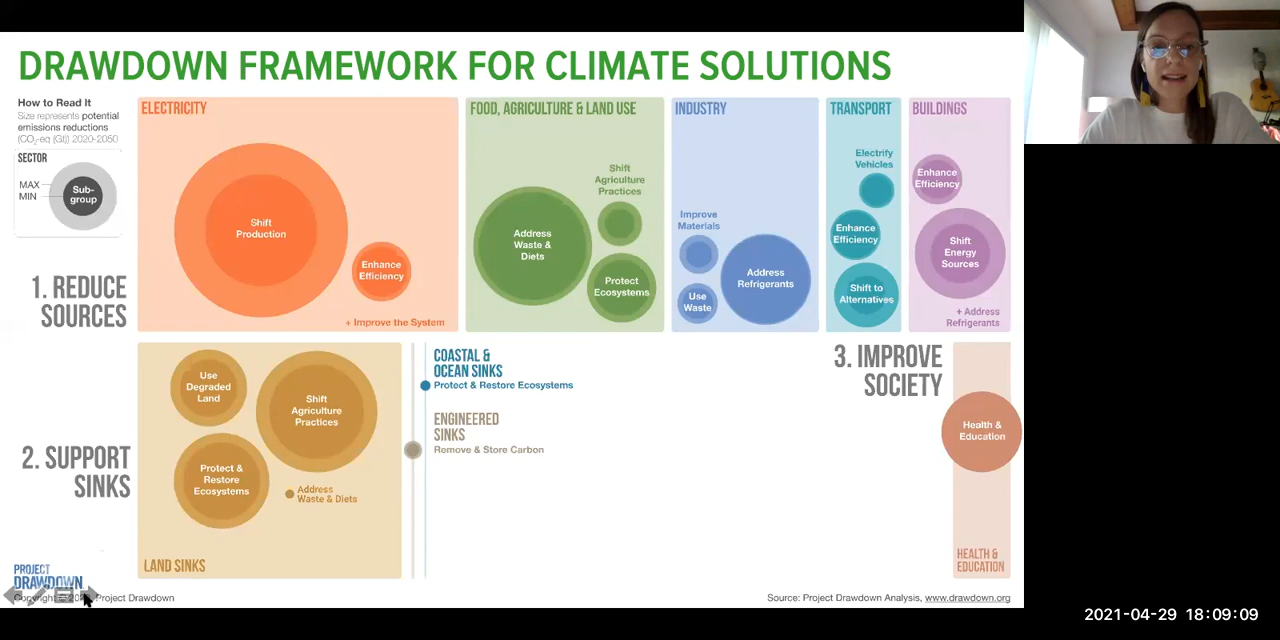 DRAWDOWN FRAMEWORK FOR CLIMATE SOLUTIONS
How to Read It
Size represents potential
emissions reductions
(CO₂-eq (Gt)) 2020-2050
SECTOR
MAX
MIN
Sub-
group
1. REDUCE
SOURCES
ELECTRICITY
Shift
Production
Enhance
Efficiency
+ Improve the System
FOOD, AGRICULTURE & LAND USE
Shift
Agriculture
Practices
Address
Waste &
Diets
Protect
Ecosystems
INDUSTRY
Improve
Materials
Address
Refrigerants
Use
Waste
TRANSPORT
Electrify
Vehicles
Enhance
Efficiency
Shift to
Alternatives
BUILDINGS
Enhance
Efficiency
Shift
Energy
Sources
+ Address
Refrigerants
2. SUPPORT
SINKS
Use
Degraded
Land
Shift
Agriculture
Practices
Protect &
Restore
Ecosystems
Address
Waste & Diets
LAND SINKS
COASTAL &
OCEAN SINKS
Protect & Restore Ecosystems
ENGINEERED
SINKS
Remove & Store Carbon
3. IMPROVE
SOCIETY
Health &
Education
HEALTH &
EDUCATION
PROJECT
DRAWDOWN
Copyright © Project Drawdown
Source: Project Drawdown Analysis, www.drawdown.org
2021-04-29 18:09:09